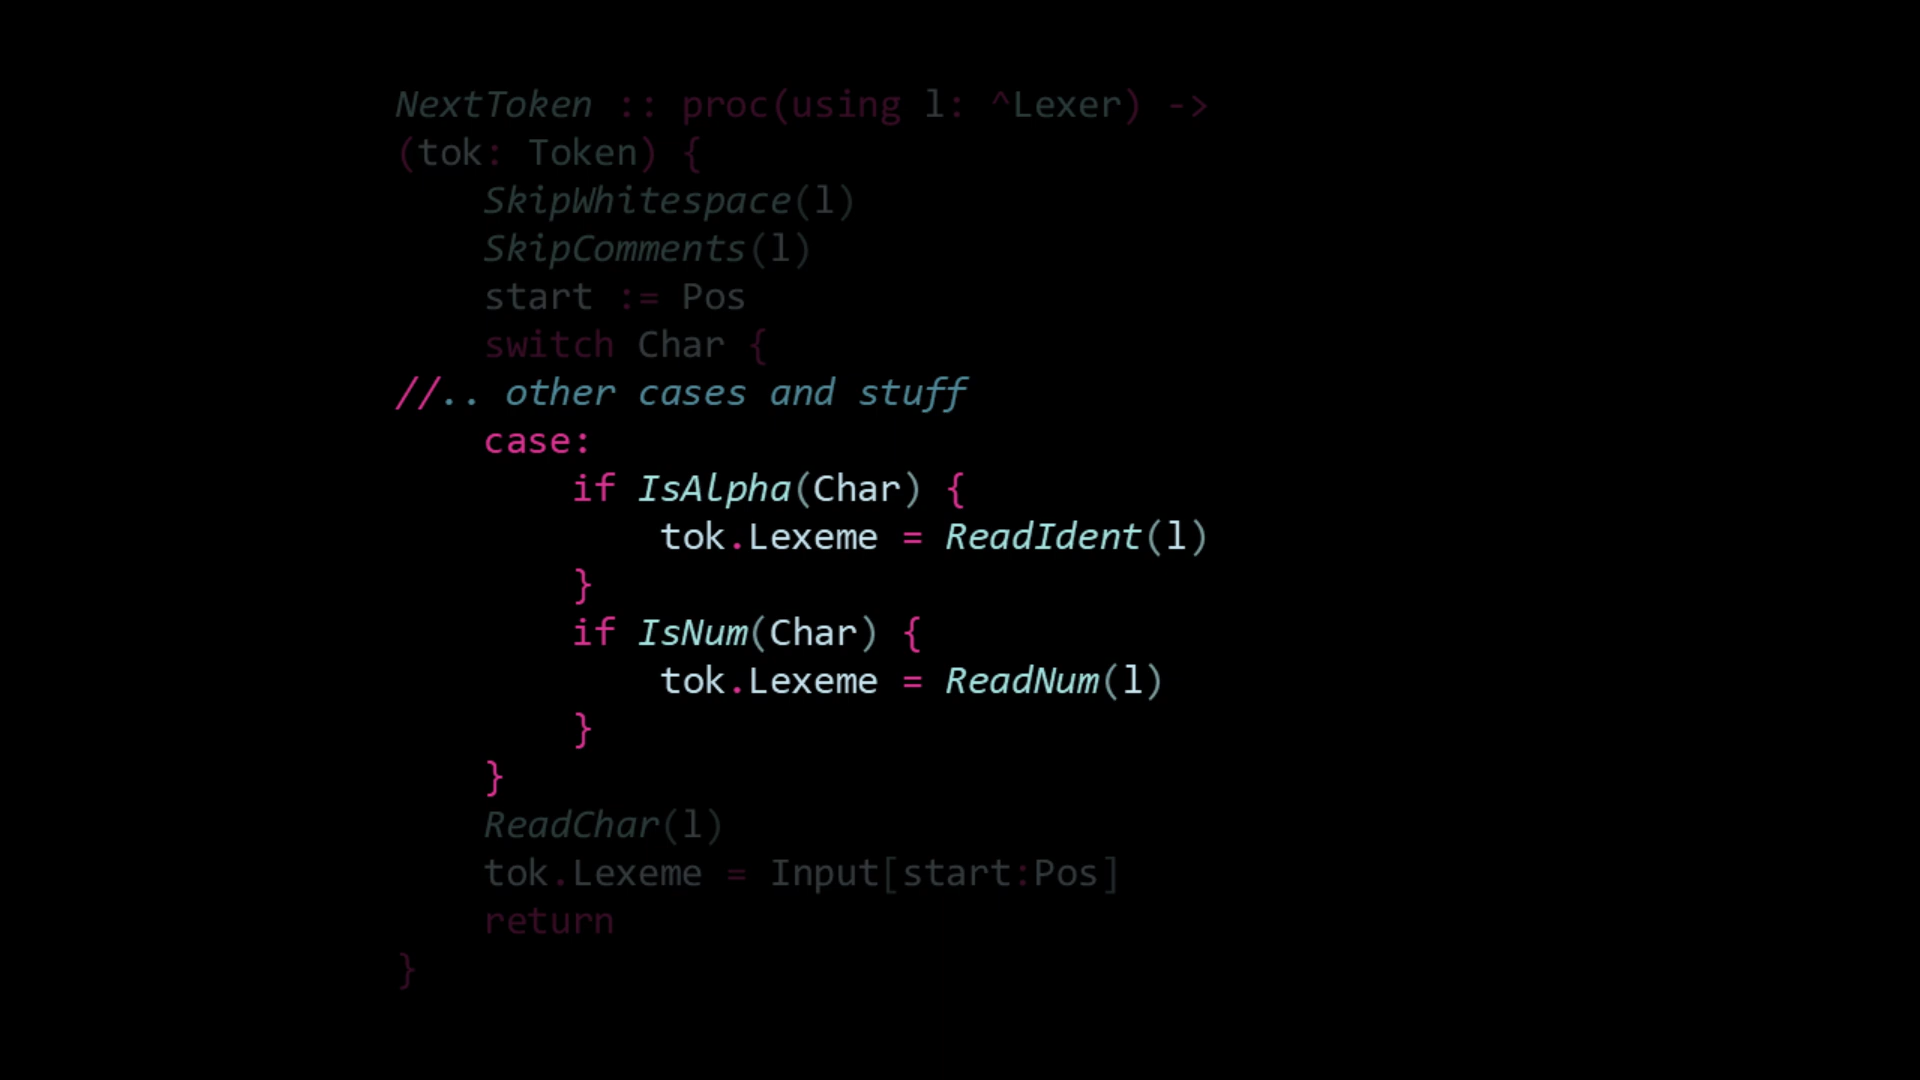 NextToken :: proc(using l: ^Lexer) ->
(tok: Token) {
    SkipWhitespace(l)
    SkipComments(l)
    start := Pos
    switch Char {
//.. other cases and stuff
    case:
        if IsAlpha(Char) {
            tok.Lexeme = ReadIdent(l)
        }
        if IsNum(Char) {
            tok.Lexeme = ReadNum(l)
        }
    }
    ReadChar(l)
    tok.Lexeme = Input[start:Pos]
    return
}